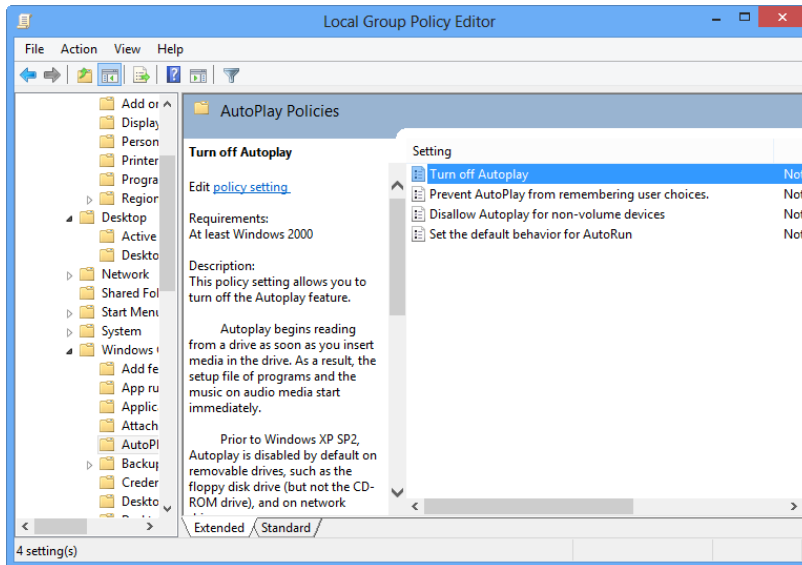 Local Group Policy Editor
File Action View Help
Add or
Display
Person
Printer
Progra
Region
Desktop
Active
Deskto
Network
Shared Fol
Start Menu
System
Windows
Add fe
App ru
Applic
Attach
AutoPl
Backup
Creden
Deskto
AutoPlay Policies
Turn off Autoplay
Edit policy setting
Requirements:
At least Windows 2000
Description:
This policy setting allows you to
turn off the Autoplay feature.
Autoplay begins reading
from a drive as soon as you insert
media in the drive. As a result, the
setup file of programs and the
music on audio media start
immediately.
Prior to Windows XP SP2,
Autoplay is disabled by default on
removable drives, such as the
floppy disk drive (but not the CD-
ROM drive), and on network
Setting
Turn off Autoplay Not
Prevent AutoPlay from remembering user choices. Not
Disallow Autoplay for non-volume devices Not
Set the default behavior for AutoRun Not
Extended Standard
4 setting(s)